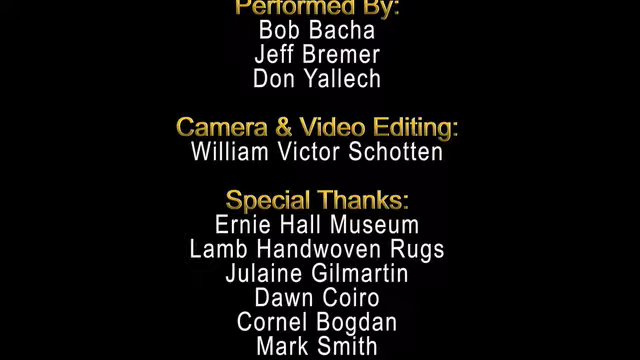 Performed By:
Bob Bacha
Jeff Bremer
Don Yallech
Camera & Video Editing:
William Victor Schotten
Special Thanks:
Ernie Hall Museum
Lamb Handwoven Rugs
Julaine Gilmartin
Dawn Coiro
Cornel Bogdan
Mark Smith